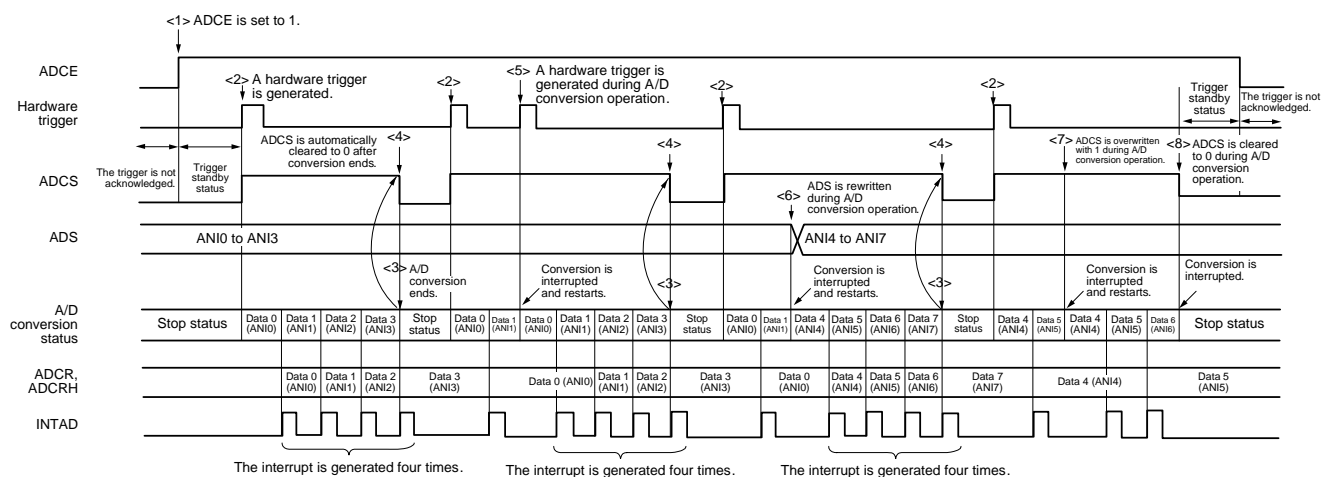 <1> ADCE is set to 1.
ADCE
<2> A hardware trigger
is generated.
<2>
<5> A hardware trigger is
generated during A/D
conversion operation.
<2>
<2>
Trigger
standby
status
The trigger is not
acknowledged.
Hardware
trigger
The trigger is not
acknowledged.
Trigger
standby
status
ADCS is automatically
cleared to 0 after
conversion ends.
<4>
<4>
<4>
<7> ADCS is overwritten
with 1 during A/D
conversion operation.
<8> ADCS is cleared
to 0 during A/D
conversion
operation.
ADCS
<6> ADS is rewritten
during A/D
conversion operation.
ADS
ANI0 to ANI3
ANI4 to ANI7
<3> A/D
conversion
ends.
Conversion is
interrupted
and restarts.
<3>
Conversion is
interrupted
and restarts.
<3>
Conversion is
interrupted
and restarts.
Conversion is
interrupted.
A/D
conversion
status
Stop status
Data 0
(ANI0)
Data 1
(ANI1)
Data 2
(ANI2)
Data 3
(ANI3)
Stop
status
Data 0
(ANI0)
Data 1
(ANI1)
Data 0
(ANI0)
Data 1
(ANI1)
Data 2
(ANI2)
Data 3
(ANI3)
Stop
status
Data 0
(ANI0)
Data 1
(ANI1)
Data 4
(ANI4)
Data 5
(ANI5)
Data 6
(ANI6)
Data 7
(ANI7)
Stop
status
Data 4
(ANI4)
Data 5
(ANI5)
Data 4
(ANI4)
Data 5
(ANI5)
Data 6
(ANI6)
Stop status
ADCR,
ADCRH
Data 0
(ANI0)
Data 1
(ANI1)
Data 2
(ANI2)
Data 3
(ANI3)
Data 0 (ANI0)
Data 1
(ANI1)
Data 2
(ANI2)
Data 3
(ANI3)
Data 0
(ANI0)
Data 4
(ANI4)
Data 5
(ANI5)
Data 6
(ANI6)
Data 7
(ANI7)
Data 4 (ANI4)
Data 5
(ANI5)
INTAD
The interrupt is generated four times.
The interrupt is generated four times.
The interrupt is generated four times.